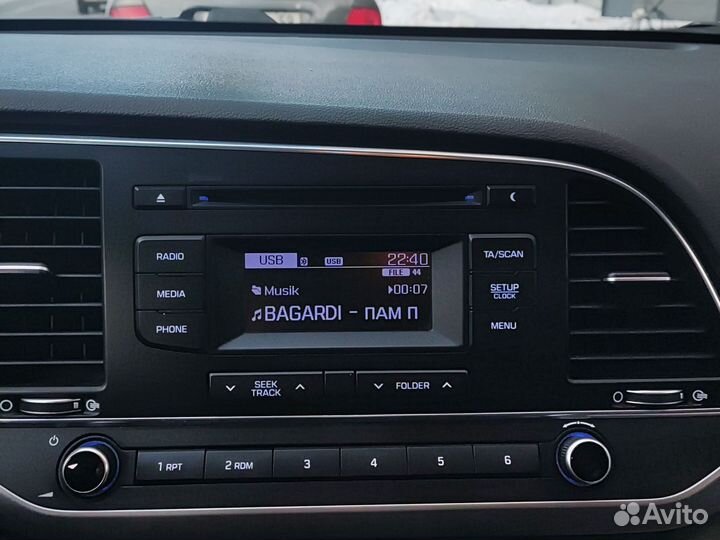 RADIO
MEDIA
PHONE
USB USB 22:40
FILE 44
Musik 00:07
BAGARDI - ПАМ П
TA/SCAN
SETUP
CLOCK
MENU
SEEK
TRACK
FOLDER
1 RPT 2 RDM 3 4 5 6
Avito